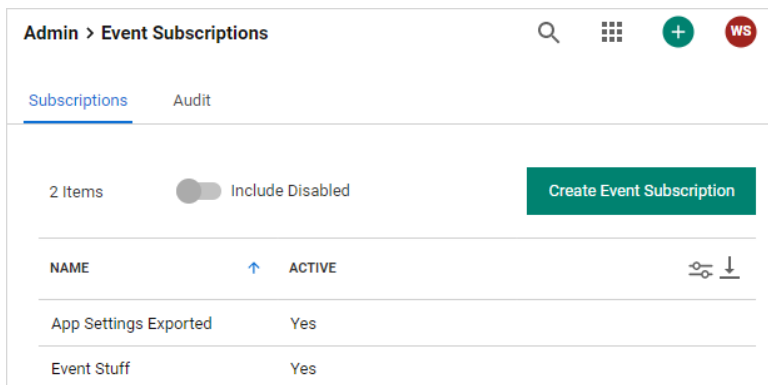 Admin > Event Subscriptions
WS
Subscriptions Audit
2 Items Include Disabled Create Event Subscription
NAME ACTIVE
App Settings Exported Yes
Event Stuff Yes